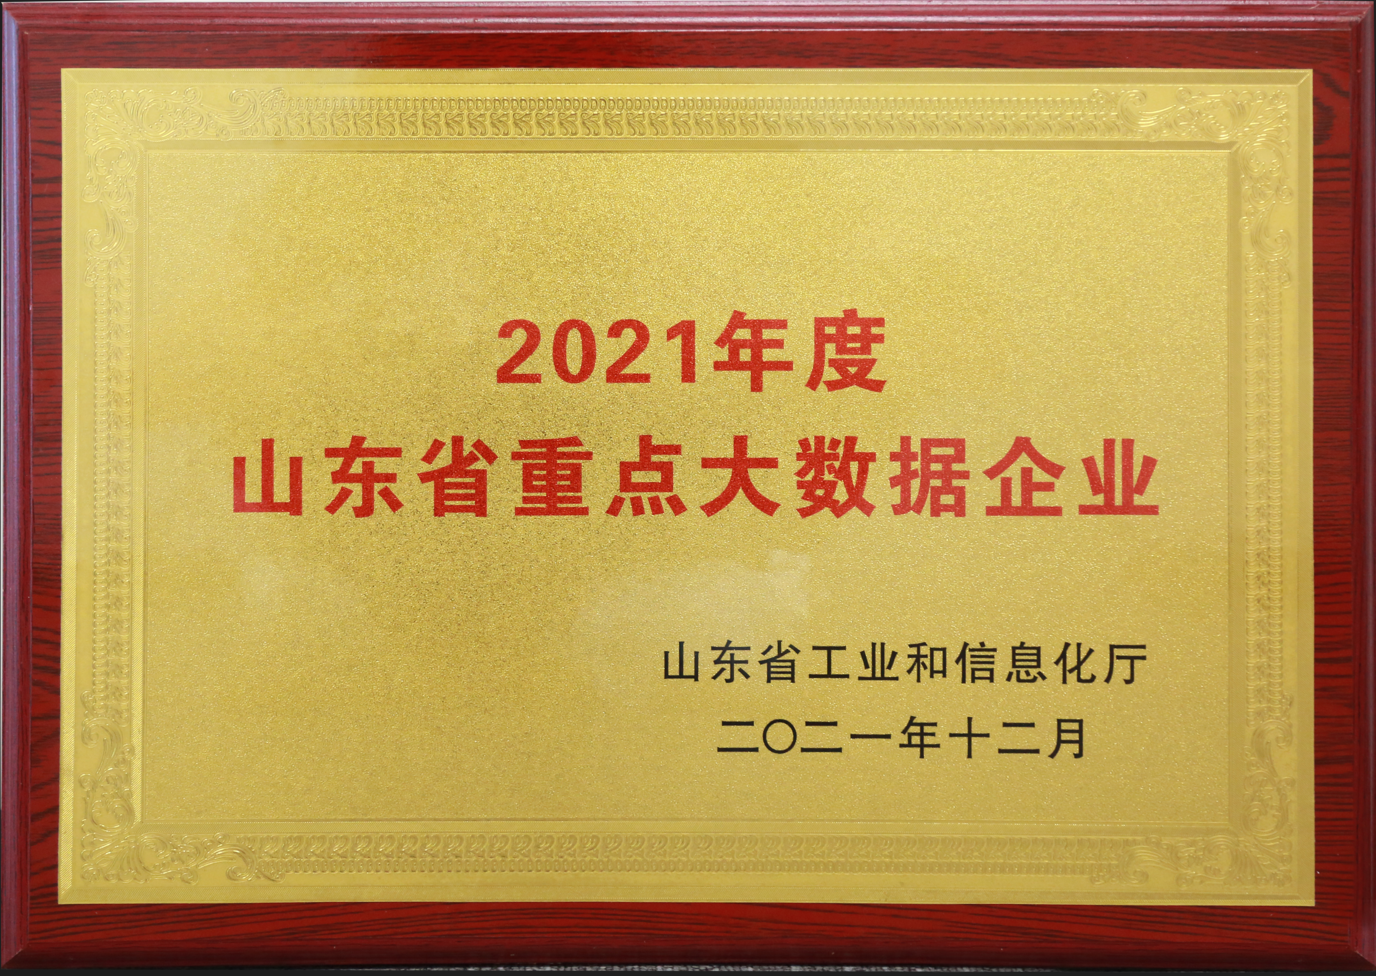 2021年度
山东省重点大数据企业
山东省工业和信息化厅
二〇二一年十二月